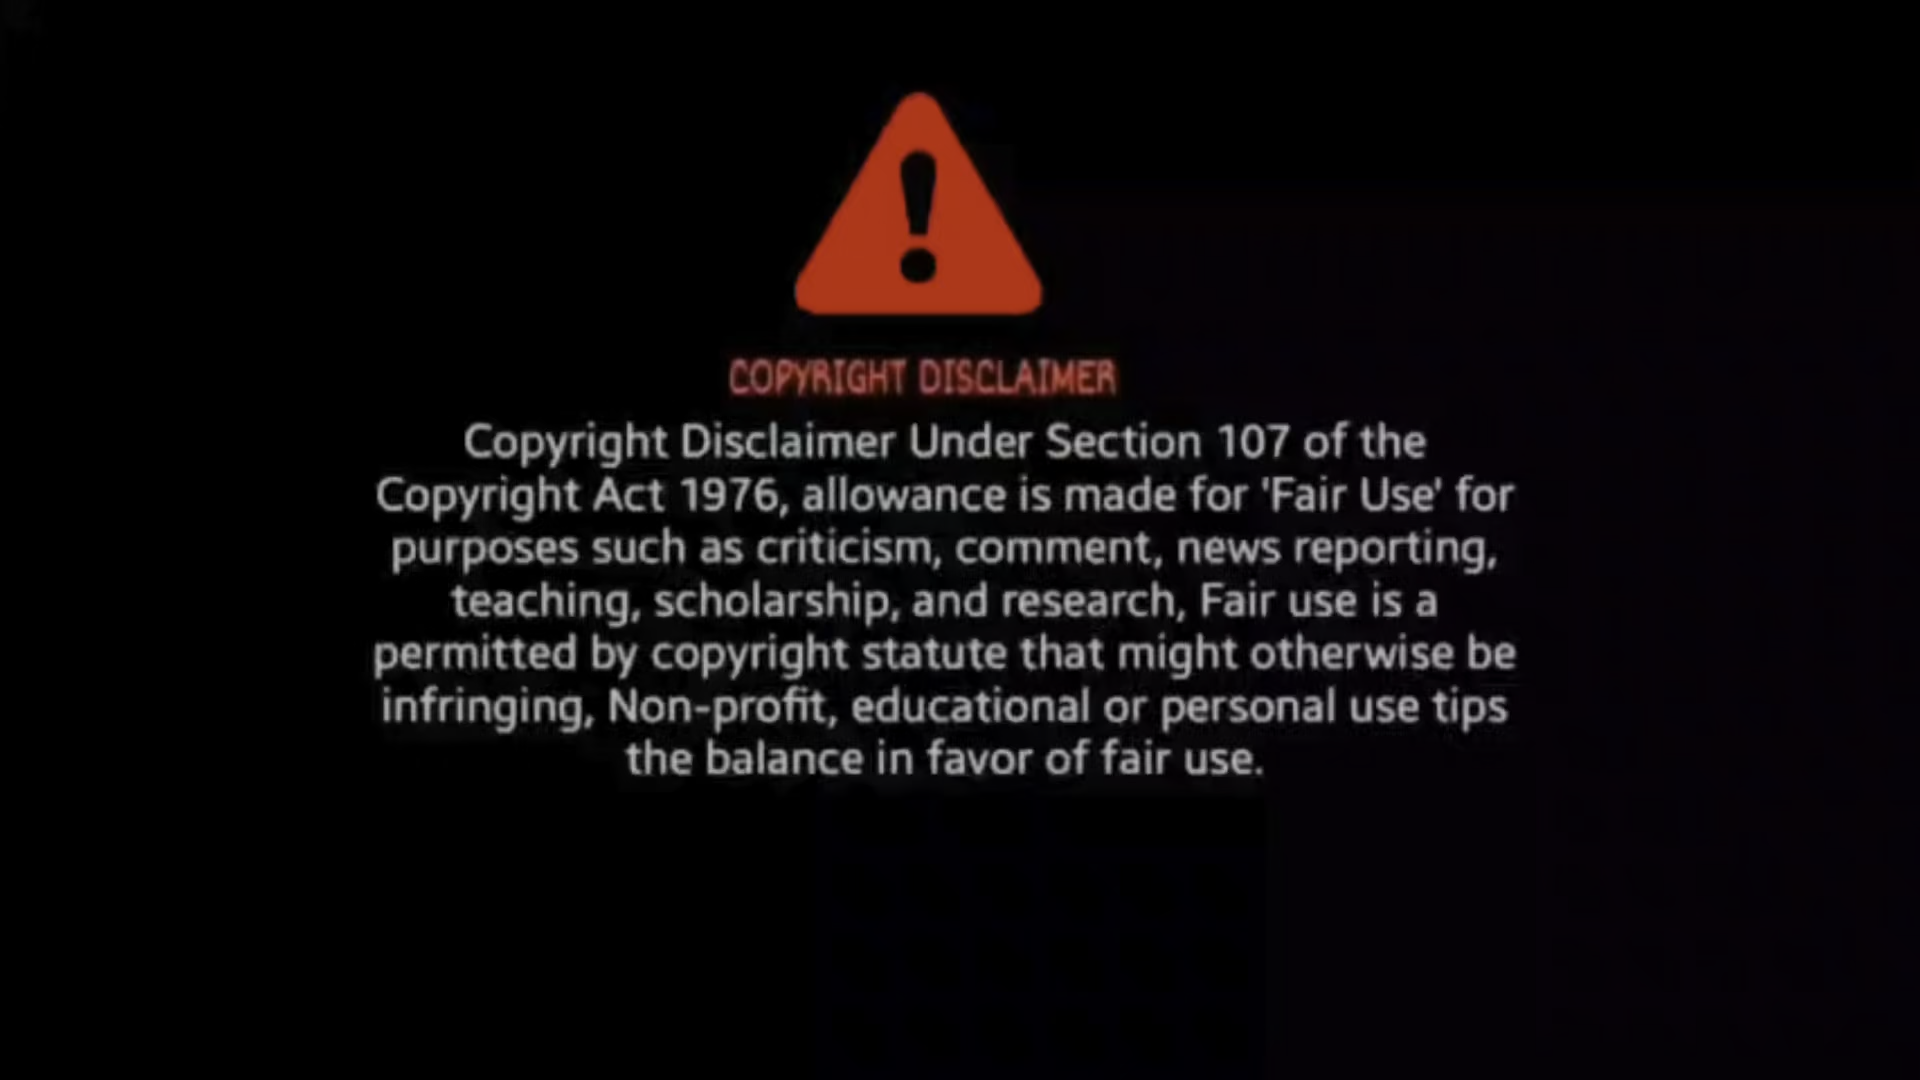 COPYRIGHT DISCLAIMER
Copyright Disclaimer Under Section 107 of the
Copyright Act 1976, allowance is made for 'Fair Use' for
purposes such as criticism, comment, news reporting,
teaching, scholarship, and research, Fair use is a
permitted by copyright statute that might otherwise be
infringing, Non-profit, educational or personal use tips
the balance in favor of fair use.